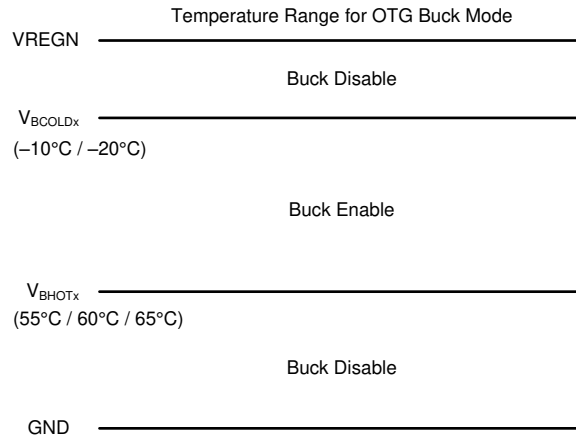 Temperature Range for OTG Buck Mode
VREGN
Buck Disable
VBCOLDx
(–10°C / –20°C)
Buck Enable
VBHOTx
(55°C / 60°C / 65°C)
Buck Disable
GND